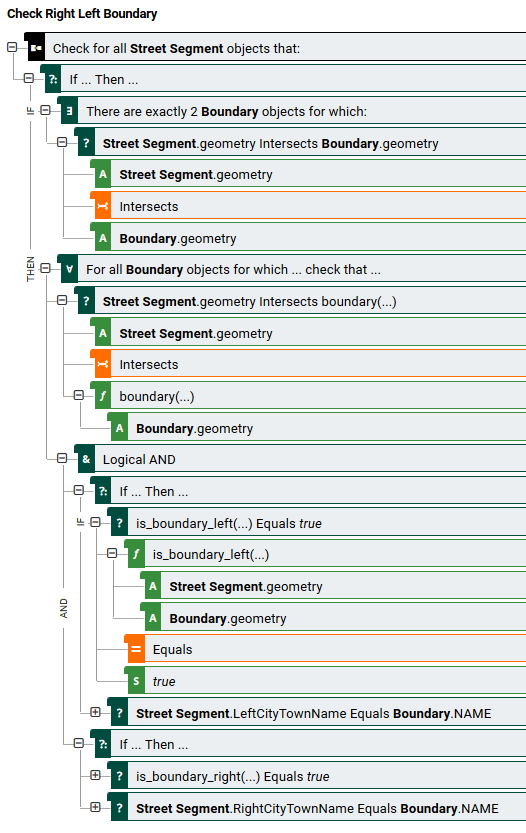 Check Right Left Boundary
Check for all Street Segment objects that:
?: If ... Then ...
IF
∃ There are exactly 2 Boundary objects for which:
? Street Segment.geometry Intersects Boundary.geometry
A Street Segment.geometry
Intersects
A Boundary.geometry
THEN
∀ For all Boundary objects for which ... check that ...
? Street Segment.geometry Intersects boundary(...)
A Street Segment.geometry
Intersects
f boundary(...)
A Boundary.geometry
& Logical AND
?: If ... Then ...
IF
? is_boundary_left(...) Equals true
f is_boundary_left(...)
A Street Segment.geometry
A Boundary.geometry
= Equals
S true
AND
? Street Segment.LeftCityTownName Equals Boundary.NAME
?: If ... Then ...
? is_boundary_right(...) Equals true
? Street Segment.RightCityTownName Equals Boundary.NAME